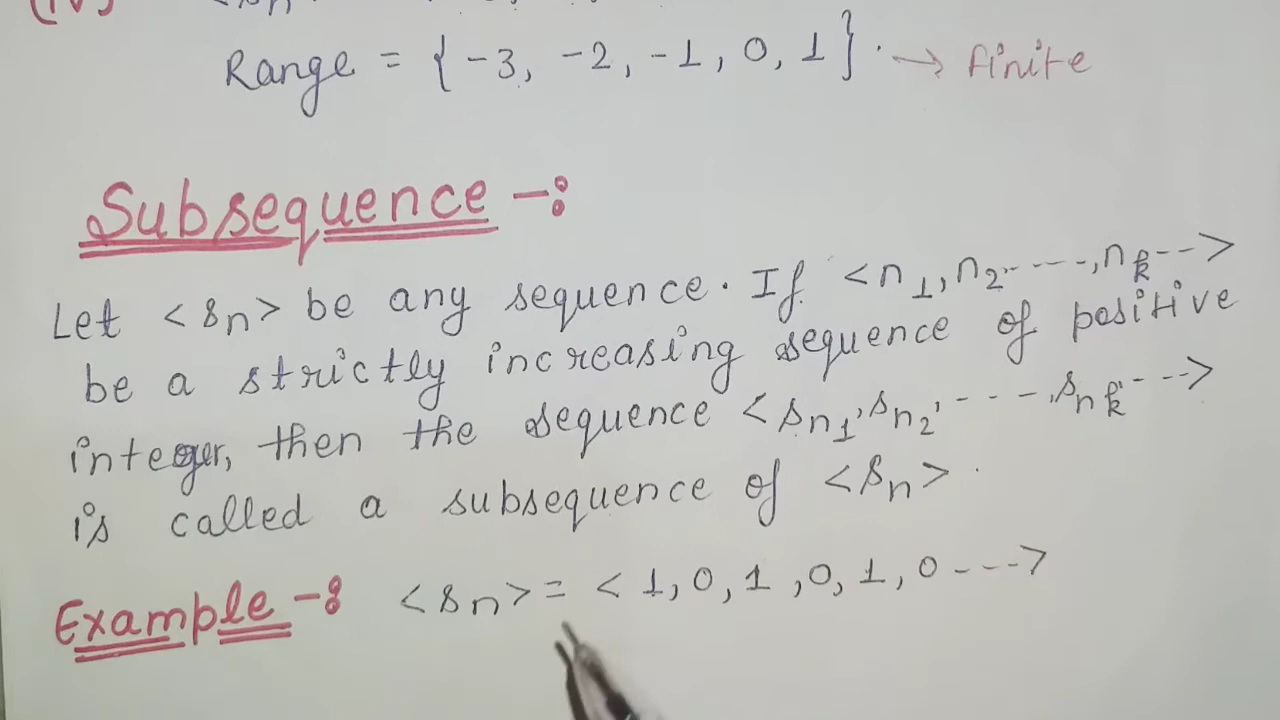 (iv)
Range = {-3, -2, -1, 0, 1}. → finite
Subsequence -:
Let <sn> be any sequence. If <n1, n2, ----, nk -->
be a strictly increasing sequence of positive
integer, then the sequence <sn1, sn2, ----, snk --->
is called a subsequence of <sn>
Example -: <sn> = <1, 0, 1, 0, 1, 0 --->